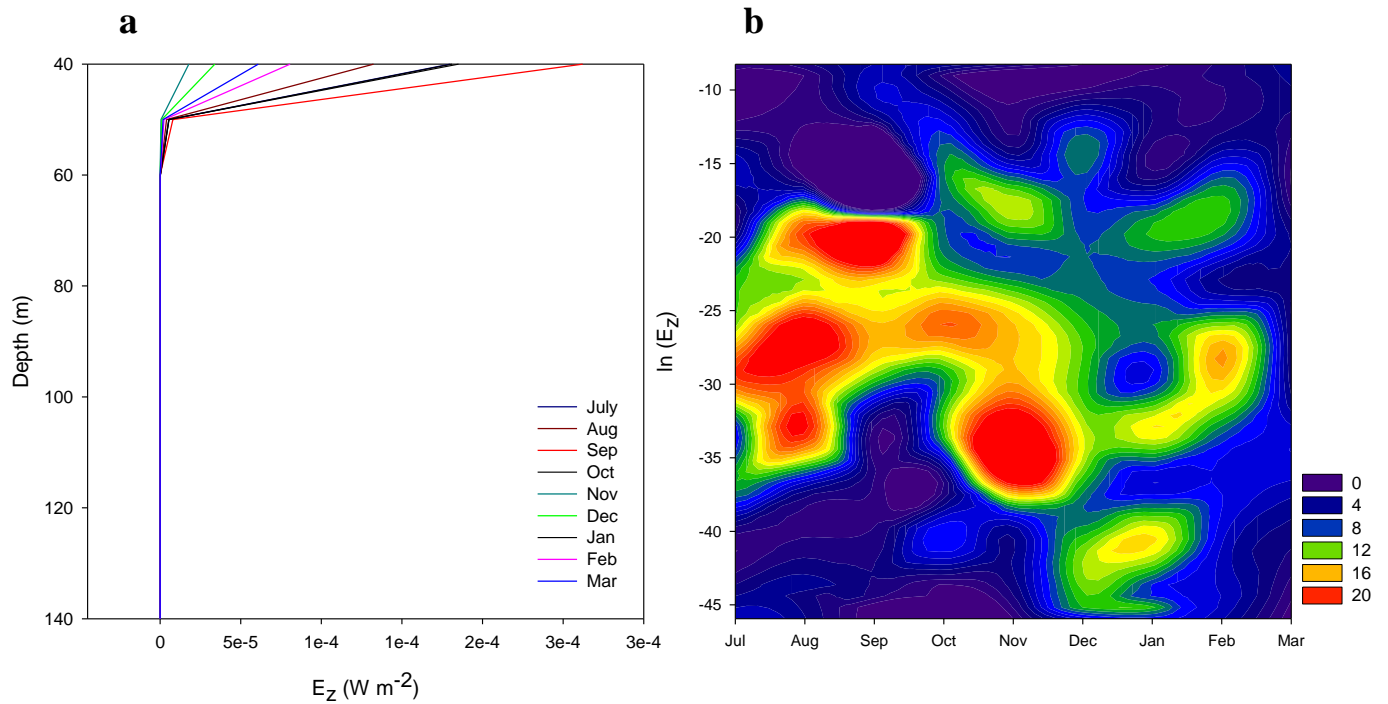 a
40
60
80
100
120
140
Depth (m)
July
Aug
Sep
Oct
Nov
Dec
Jan
Feb
Mar
0 5e-5 1e-4 1e-4 2e-4 3e-4 3e-4
E_Z (W m^-2)
b
-10
-15
-20
-25
-30
-35
-40
-45
ln (E_Z)
Jul Aug Sep Oct Nov Dec Jan Feb Mar
0
4
8
12
16
20